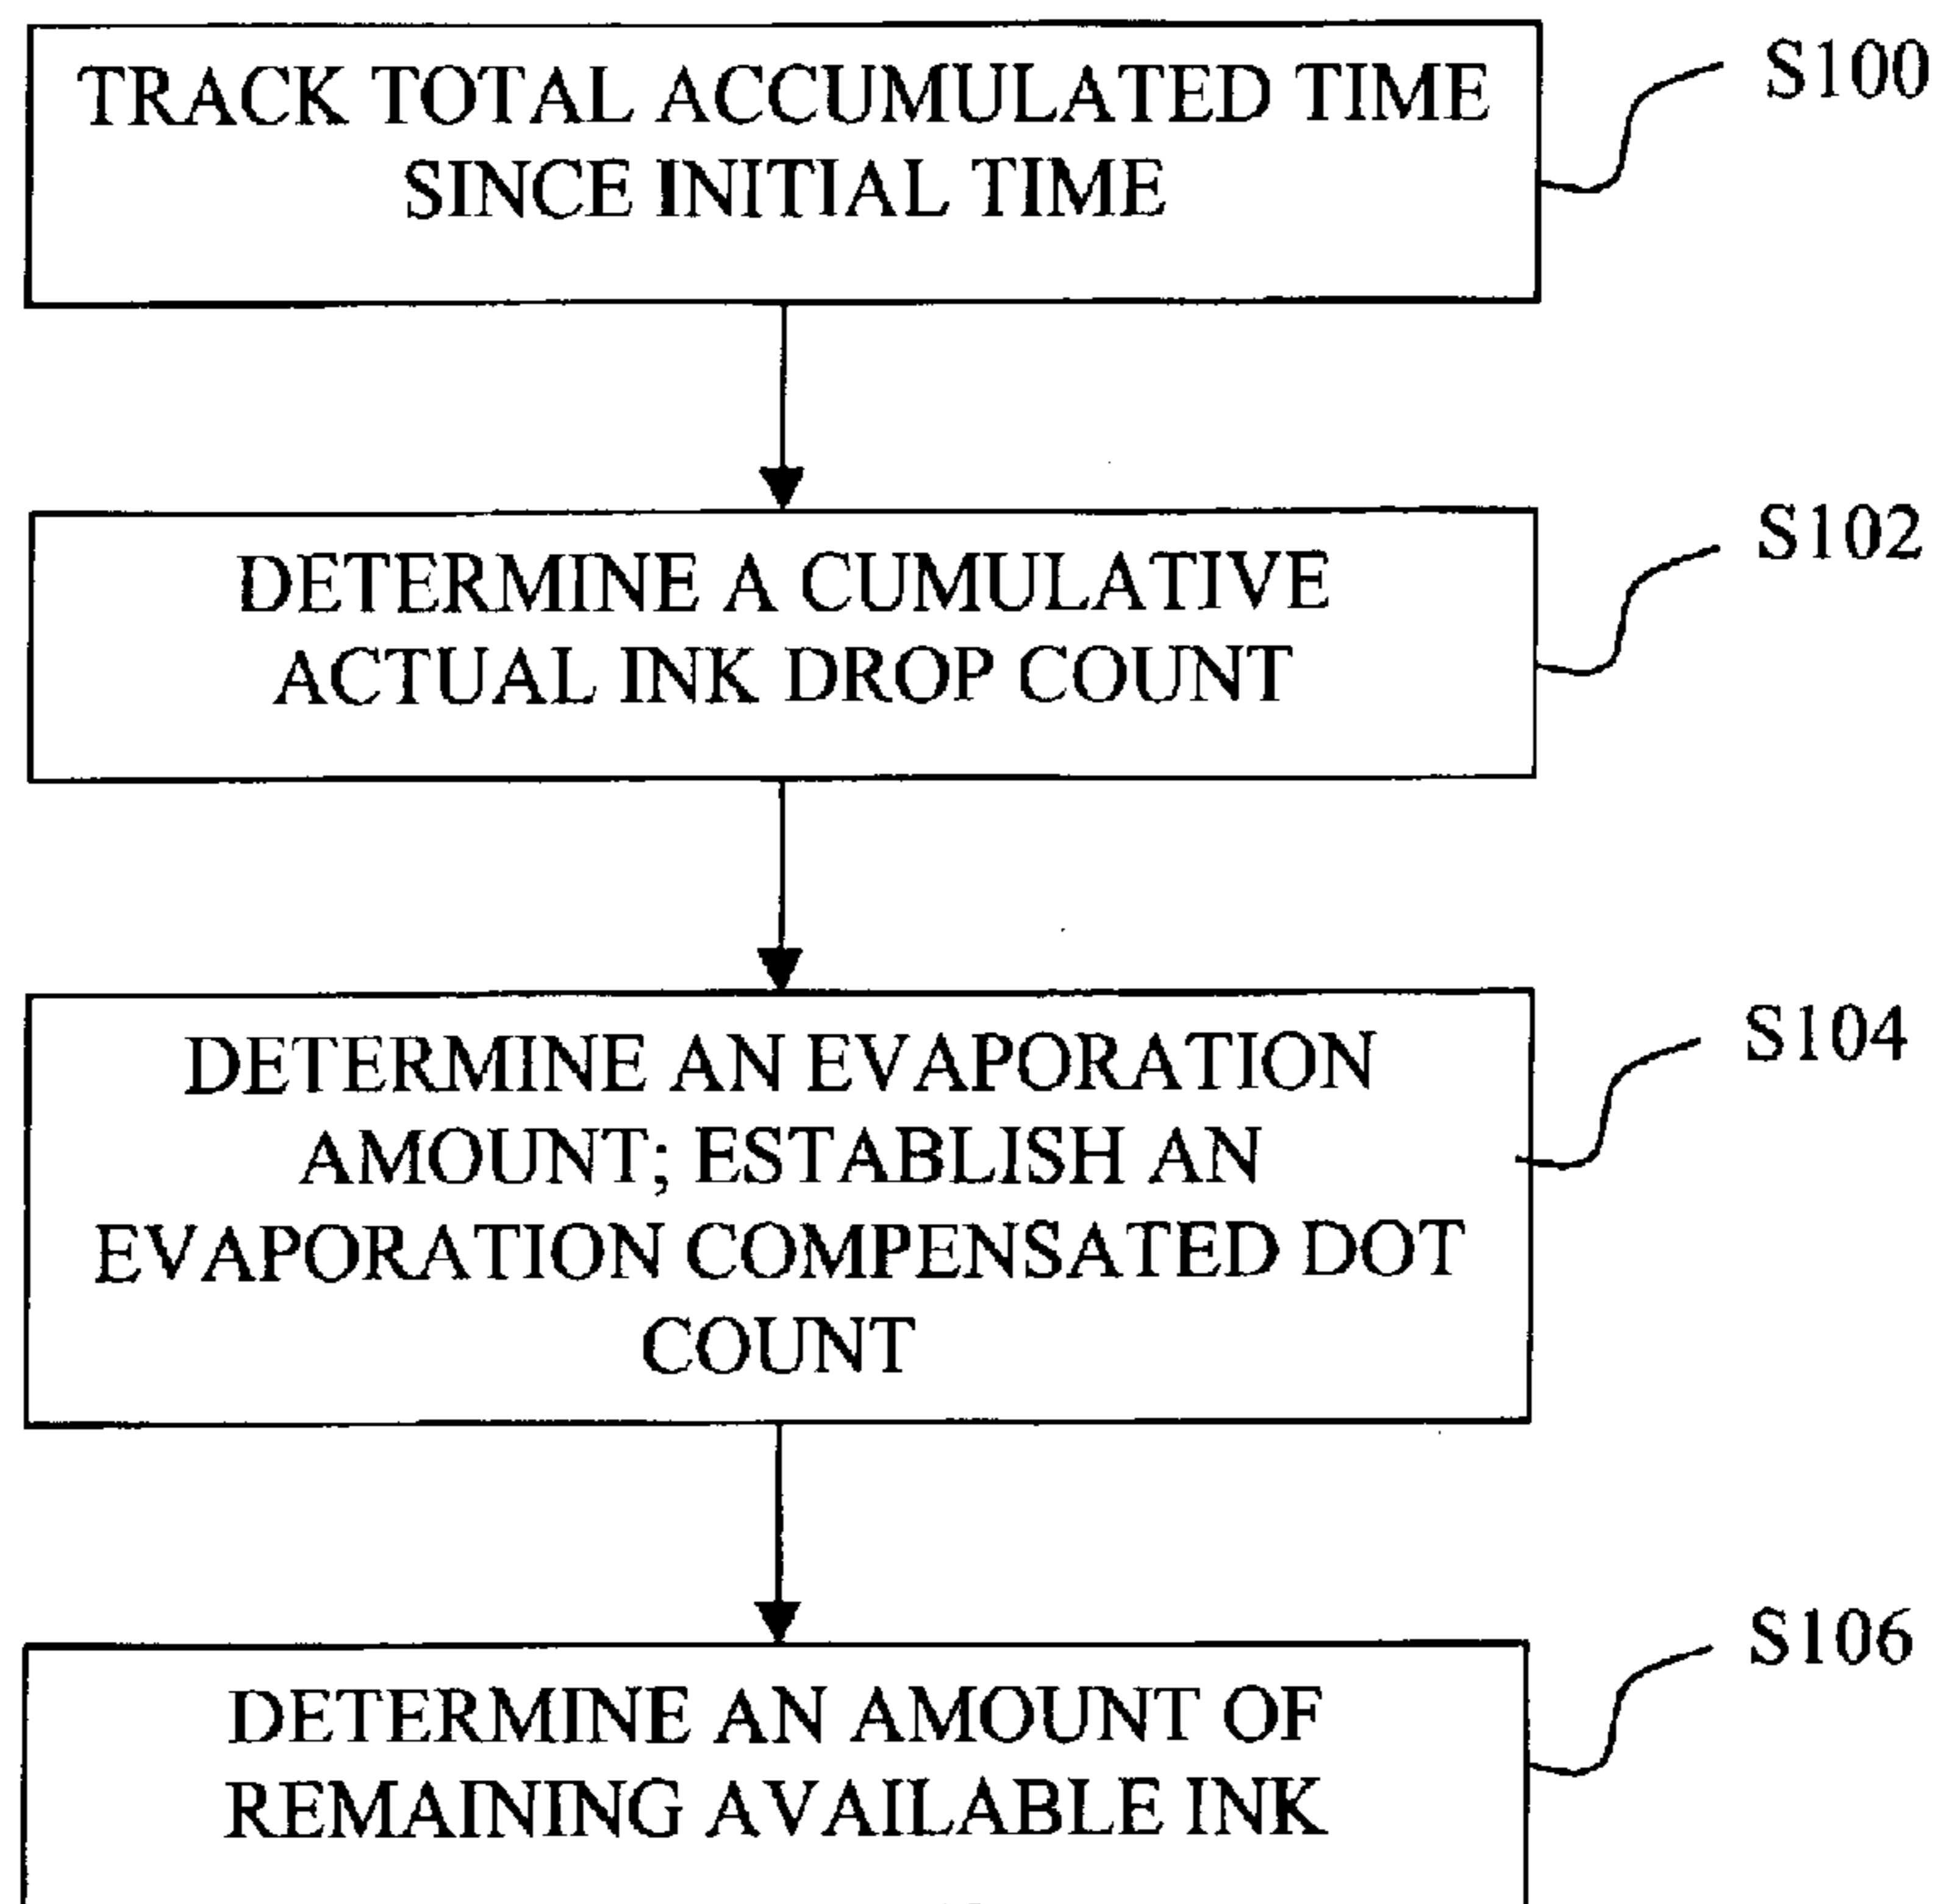 TRACK TOTAL ACCUMULATED TIME
SINCE INITIAL TIME
S100
DETERMINE A CUMULATIVE
ACTUAL INK DROP COUNT
S102
DETERMINE AN EVAPORATION
AMOUNT; ESTABLISH AN
EVAPORATION COMPENSATED DOT
COUNT
S104
DETERMINE AN AMOUNT OF
REMAINING AVAILABLE INK
S106